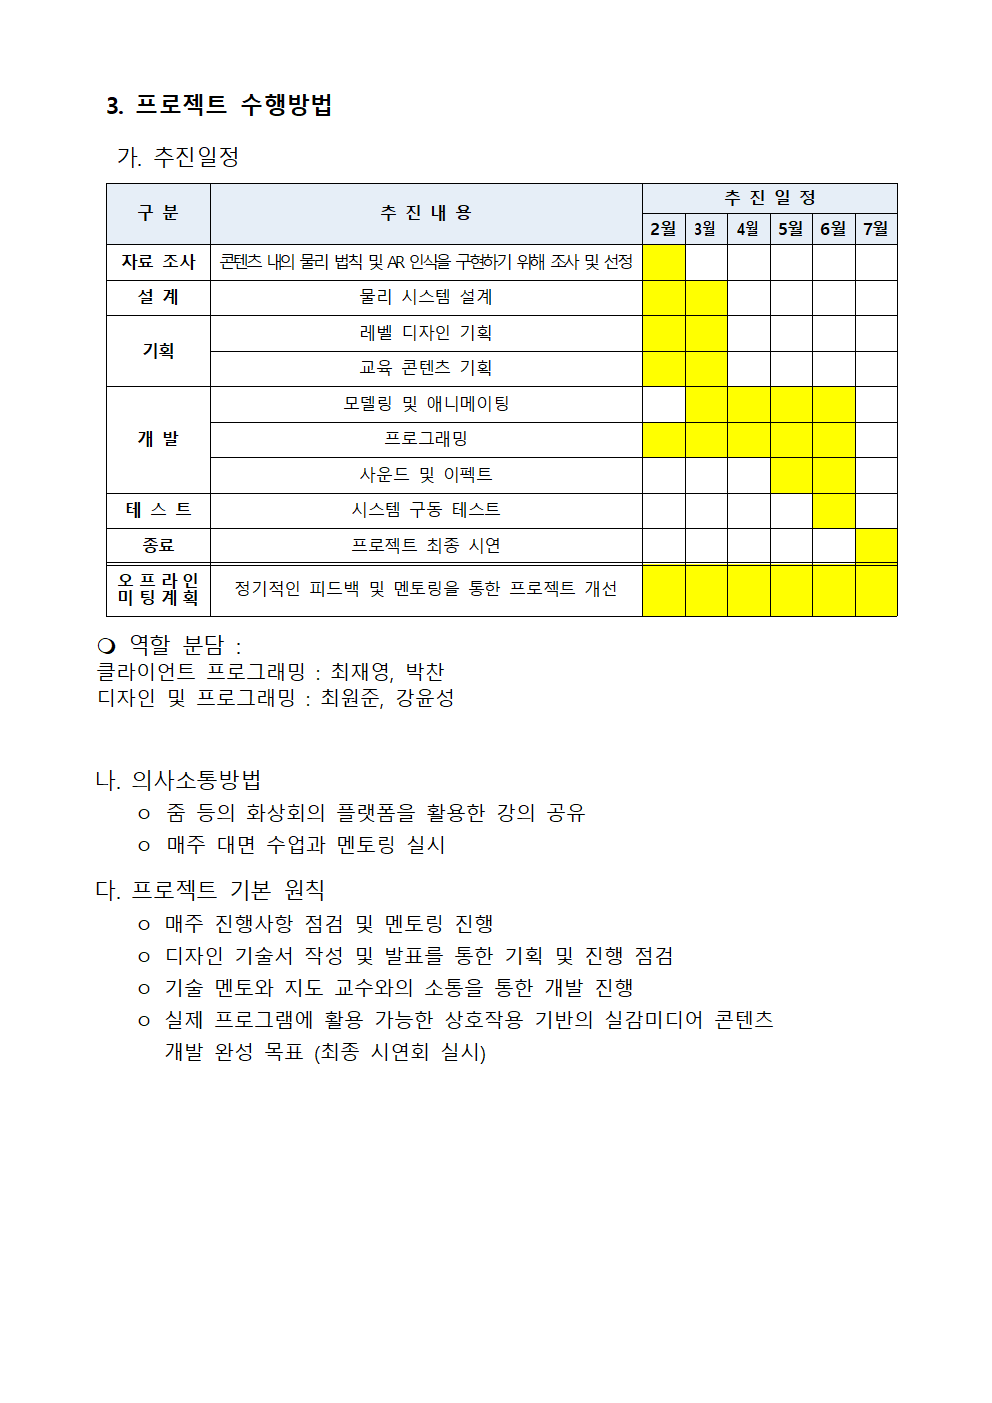 3. 프로젝트 수행방법
가. 추진일정
구 분 추 진 내 용 추 진 일 정
2월 3월 4월 5월 6월 7월
자료 조사 콘텐츠 내의 물리 법칙 및 AR 인식을 구현하기 위해 조사 및 선정
설 계 물리 시스템 설계
기획 레벨 디자인 기획
교육 콘텐츠 기획
개 발 모델링 및 애니메이팅
프로그래밍
사운드 및 이펙트
테 스 트 시스템 구동 테스트
종료 프로젝트 최종 시연
오 프 라 인
미 팅 계 획 정기적인 피드백 및 멘토링을 통한 프로젝트 개선
❍ 역할 분담 :
클라이언트 프로그래밍 : 최재영, 박찬
디자인 및 프로그래밍 : 최원준, 강윤성
나. 의사소통방법
ㅇ 줌 등의 화상회의 플랫폼을 활용한 강의 공유
ㅇ 매주 대면 수업과 멘토링 실시
다. 프로젝트 기본 원칙
ㅇ 매주 진행사항 점검 및 멘토링 진행
ㅇ 디자인 기술서 작성 및 발표를 통한 기획 및 진행 점검
ㅇ 기술 멘토와 지도 교수와의 소통을 통한 개발 진행
ㅇ 실제 프로그램에 활용 가능한 상호작용 기반의 실감미디어 콘텐츠
개발 완성 목표 (최종 시연회 실시)